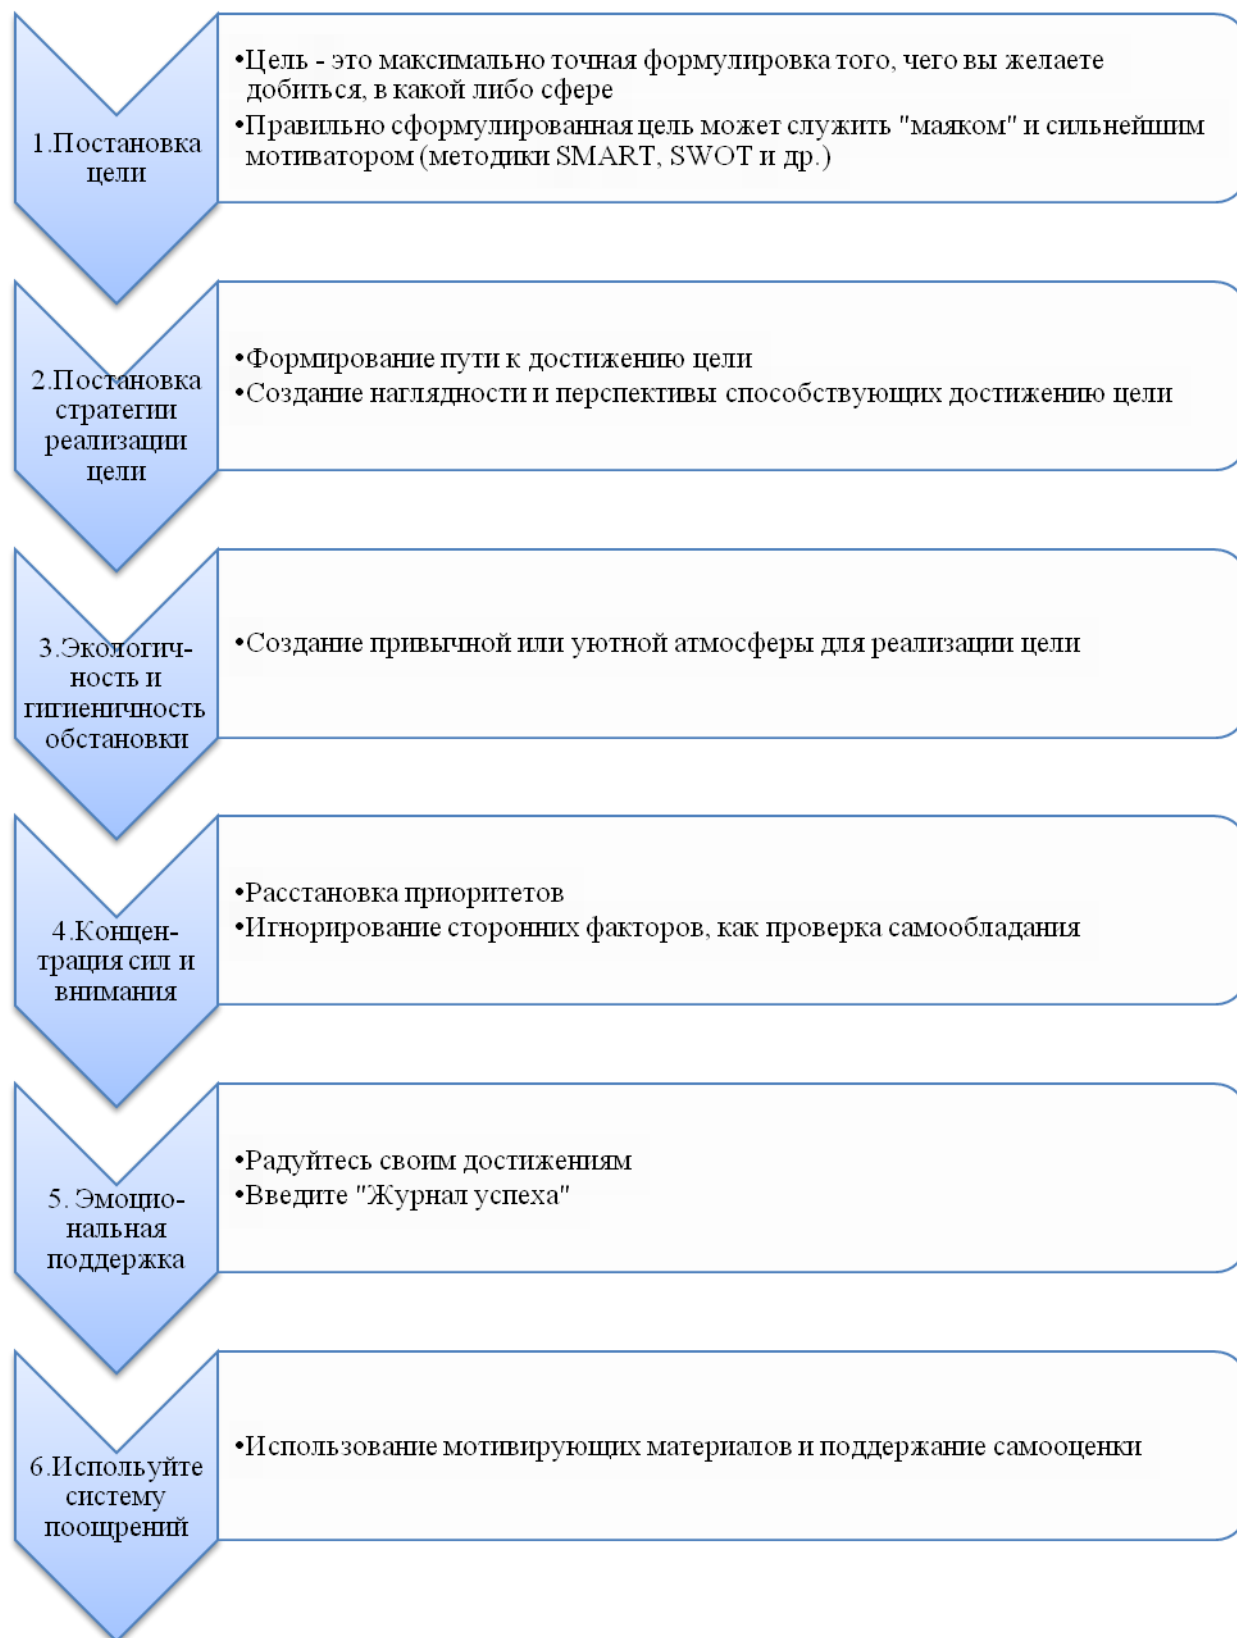 1.Постановка
цели
•Цель - это максимально точная формулировка того, чего вы желаете
добиться, в какой либо сфере
•Правильно сформулированная цель может служить "маяком" и сильнейшим
мотиватором (методики SMART, SWOT и др.)
2.Постановка
стратегии
реализации
цели
•Формирование пути к достижению цели
•Создание наглядности и перспективы способствующих достижению цели
3.Экологич-
ность и
гигиеничность
обстановки
•Создание привычной или уютной атмосферы для реализации цели
4.Концен-
трация сил и
внимания
•Расстановка приоритетов
•Игнорирование сторонних факторов, как проверка самообладания
5. Эмоцио-
нальная
поддержка
•Радуйтесь своим достижениям
•Введите "Журнал успеха"
6.Испольуйте
систему
поощрений
•Использование мотивирующих материалов и поддержание самооценки